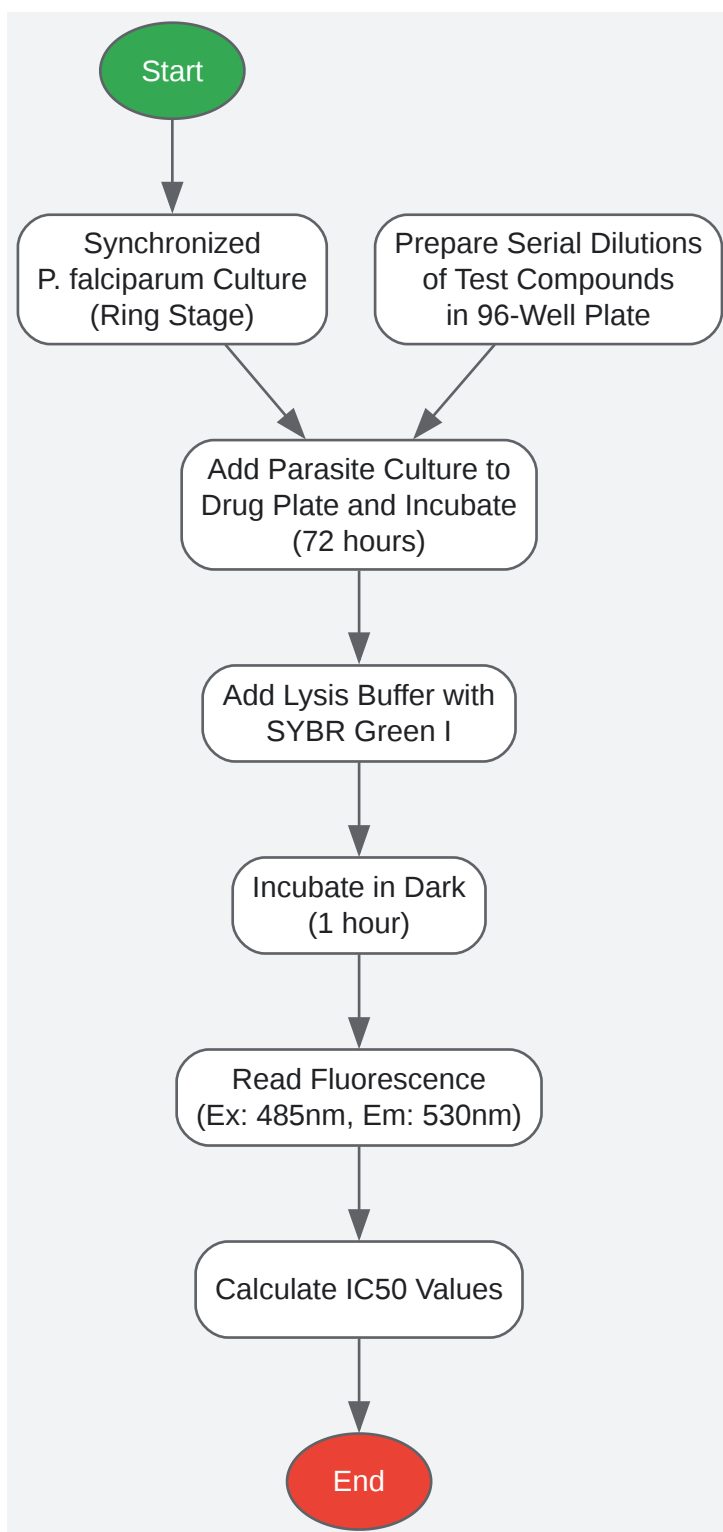 Start
Synchronized
P. falciparum Culture
(Ring Stage)
Prepare Serial Dilutions
of Test Compounds
in 96-Well Plate
Add Parasite Culture to
Drug Plate and Incubate
(72 hours)
Add Lysis Buffer with
SYBR Green I
Incubate in Dark
(1 hour)
Read Fluorescence
(Ex: 485nm, Em: 530nm)
Calculate IC50 Values
End